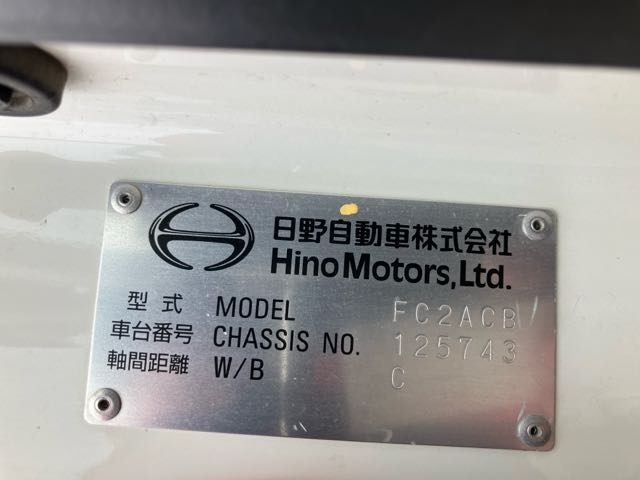 日野自動車株式会社
Hino Motors, Ltd.
型式 MODEL FC2ACB
車台番号 CHASSIS NO. 125743
軸間距離 W/B C